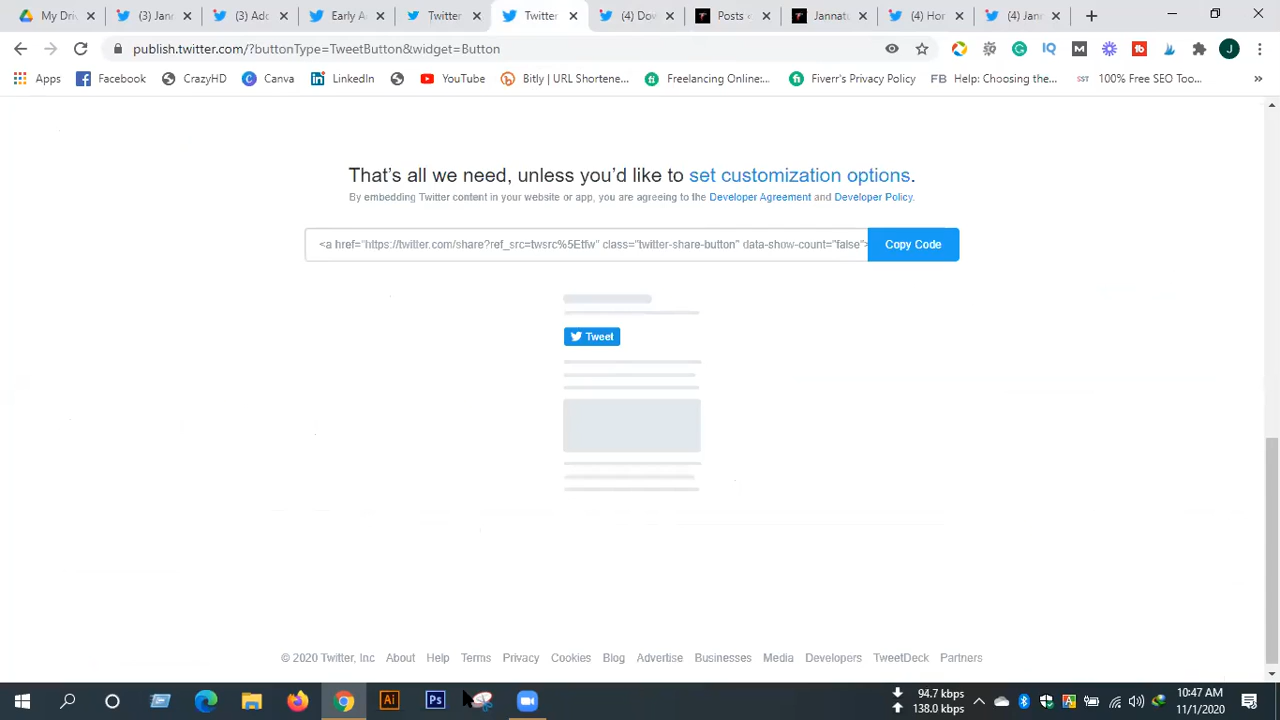 My Driv
(3) Jann
(3) Add
Early A
Twitter
Twitter
(4) Dov
Posts o
Jannatu
(4) Hor
(4) Jann
publish.twitter.com/?buttonType=TweetButton&widget=Button
Apps Facebook CrazyHD Canva LinkedIn YouTube Bitly | URL Shortene... Freelancing Online:... Fiverr's Privacy Policy FB Help: Choosing the... SST 100% Free SEO Too... »
That's all we need, unless you'd like to set customization options.
By embedding Twitter content in your website or app, you are agreeing to the Developer Agreement and Developer Policy.
<a href="https://twitter.com/share?ref_src=twsrc%5Etfw" class="twitter-share-button" data-show-count="false"> Copy Code
Tweet
© 2020 Twitter, Inc About Help Terms Privacy Cookies Blog Advertise Businesses Media Developers TweetDeck Partners
94.7 kbps
138.0 kbps
10:47 AM
11/1/2020